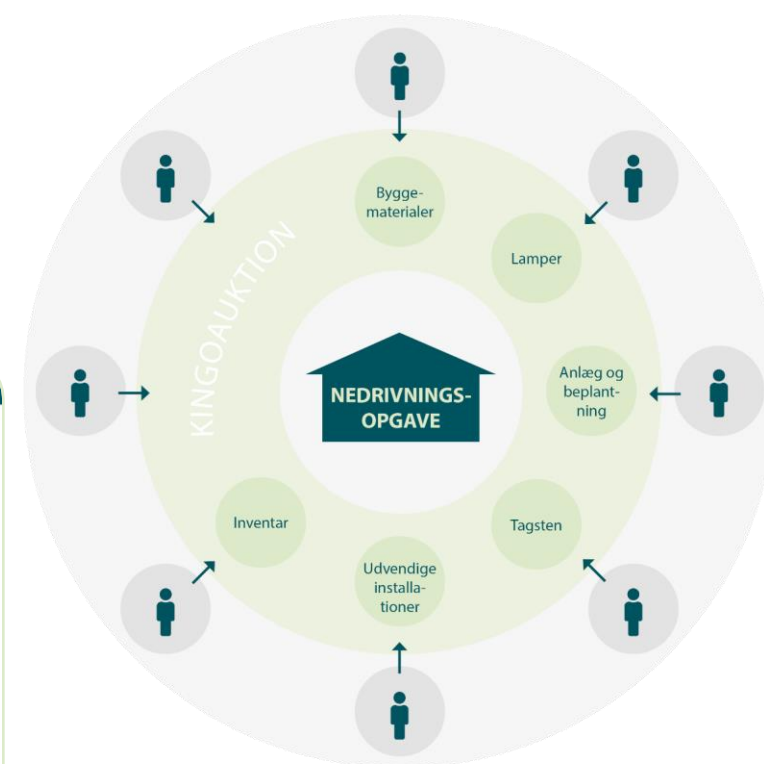 Bygge-
materialer
Lamper
KINGOAUKTION
Anlæg og
beplant-
ning
NEDRIVNINGS-
OPGAVE
Tagsten
Inventar
Udvendige
installa-
tioner